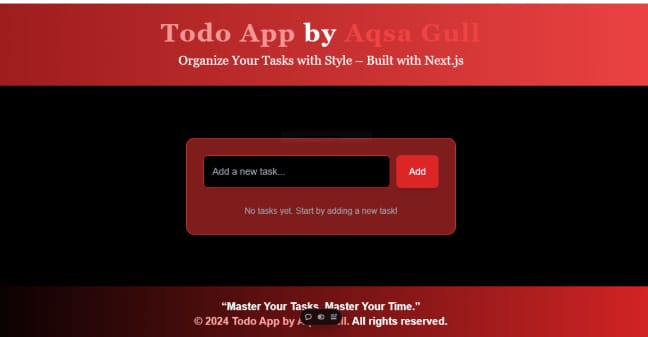 Todo App by Aqsa Gull
Organize Your Tasks with Style – Built with Next.js
Add a new task...
Add
No tasks yet. Start by adding a new task!
“Master Your Tasks, Master Your Time.”
© 2024 Todo App by All rights reserved.